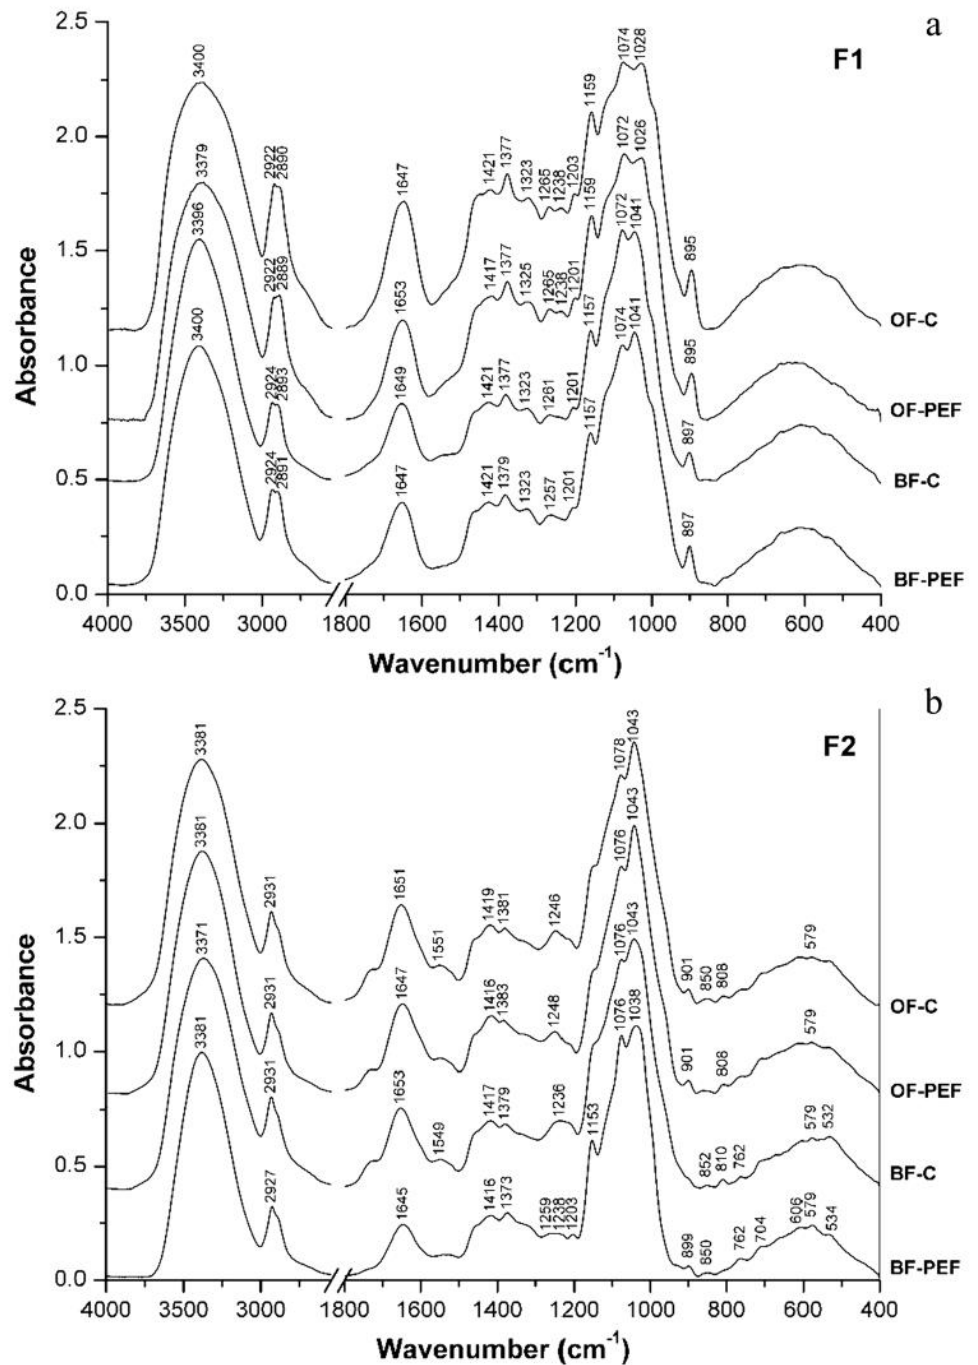 a
F1
2.5
2.0
1.5
1.0
0.5
0.0
Absorbance
3400 2922 2890 1647 1421 1377 1323 1265 1238 1203 1159 1074 1028 895 OF-C
3379 2922 2889 1653 1417 1377 1325 1265 1238 1201 1159 1072 1026 895 OF-PEF
3396 2924 2893 1649 1421 1377 1323 1261 1201 1157 1072 1041 897 BF-C
3400 2924 2891 1647 1421 1379 1323 1257 1201 1157 1074 1041 897 BF-PEF
4000 3500 3000 1800 1600 1400 1200 1000 800 600 400
Wavenumber (cm⁻¹)
b
F2
2.5
2.0
1.5
1.0
0.5
0.0
Absorbance
3381 2931 1651 1551 1419 1381 1246 1078 1043 901 850 808 579 OF-C
3381 2931 1647 1416 1383 1248 1076 1043 901 808 579 OF-PEF
3371 2931 1653 1549 1417 1379 1236 1076 1043 852 810 762 579 532 BF-C
3381 2927 1645 1416 1373 1259 1238 1203 1153 1076 1038 899 850 762 704 606 579 534 BF-PEF
4000 3500 3000 1800 1600 1400 1200 1000 800 600 400
Wavenumber (cm⁻¹)